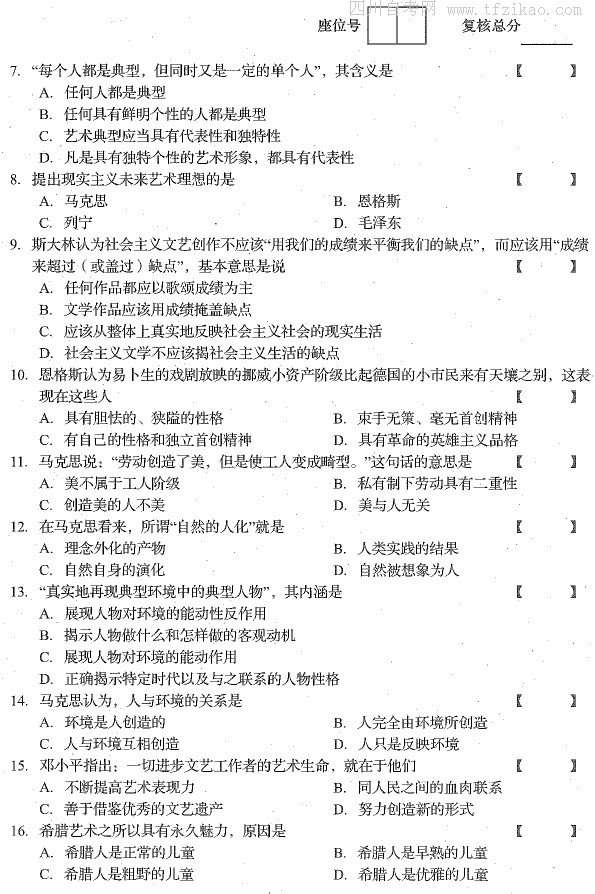 四川自考网
www.tfzikao.com
座位号 复核总分
7. “每个人都是典型，但同时又是一定的单个人”，其含义是 【 】
A. 任何人都是典型
B. 任何具有鲜明个性的人都是典型
C. 艺术典型应当具有代表性和独特性
D. 凡是具有独特个性的艺术形象，都具有代表性
8. 提出现实主义未来艺术理想的是 【 】
A. 马克思 B. 恩格斯
C. 列宁 D. 毛泽东
9. 斯大林认为社会主义文艺创作不应该“用我们的成绩来平衡我们的缺点”，而应该用“成绩
来超过（或盖过）缺点”，基本意思是说 【 】
A. 任何作品都应以歌颂成绩为主
B. 文学作品应该用成绩掩盖缺点
C. 应该从整体上真实地反映社会主义社会的现实生活
D. 社会主义文学不应该揭社会主义生活的缺点
10. 恩格斯认为易卜生的戏剧放映的挪威小资产阶级比起德国的小市民来有天壤之别，这表
现在这些人 【 】
A. 具有胆怯的、狭隘的性格 B. 束手无策、毫无首创精神
C. 有自己的性格和独立首创精神 D. 具有革命的英雄主义品格
11. 马克思说：“劳动创造了美，但是使工人变成畸型。”这句话的意思是 【 】
A. 美不属于工人阶级 B. 私有制下劳动具有二重性
C. 创造美的人不美 D. 美与人无关
12. 在马克思看来，所谓“自然的人化”就是 【 】
A. 理念外化的产物 B. 人类实践的结果
C. 自然自身的演化 D. 自然被想象为人
13. “真实地再现典型环境中的典型人物”，其内涵是 【 】
A. 展现人物对环境的能动性反作用
B. 揭示人物做什么和怎样做的客观动机
C. 展现人物对环境的能动作用
D. 正确揭示特定时代以及与之联系的人物性格
14. 马克思认为，人与环境的关系是 【 】
A. 环境是人创造的 B. 人完全由环境所创造
C. 人与环境互相创造 D. 人只是反映环境
15. 邓小平指出：一切进步文艺工作者的艺术生命，就在于他们 【 】
A. 不断提高艺术表现力 B. 同人民之间的血肉联系
C. 善于借鉴优秀的文艺遗产 D. 努力创造新的形式
16. 希腊艺术之所以具有永久魅力，原因是 【 】
A. 希腊人是正常的儿童 B. 希腊人是早熟的儿童
C. 希腊人是粗野的儿童 D. 希腊人是优雅的儿童